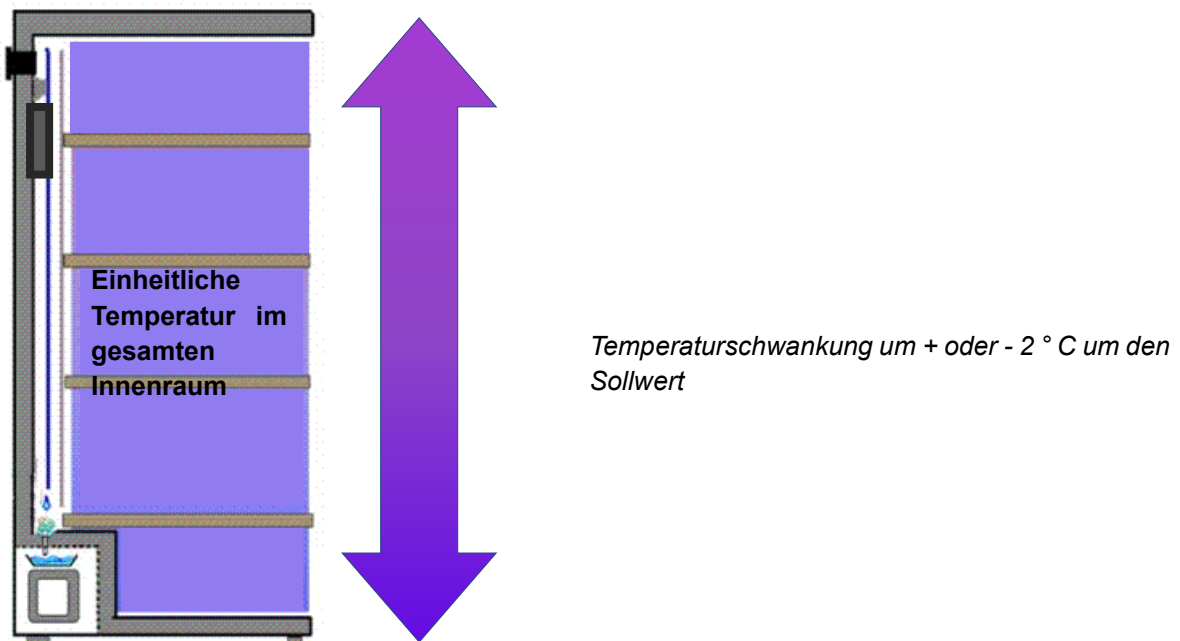 Einheitliche
Temperatur im
gesamten
Innenraum
Temperaturschwankung um + oder - 2 ° C um den
Sollwert